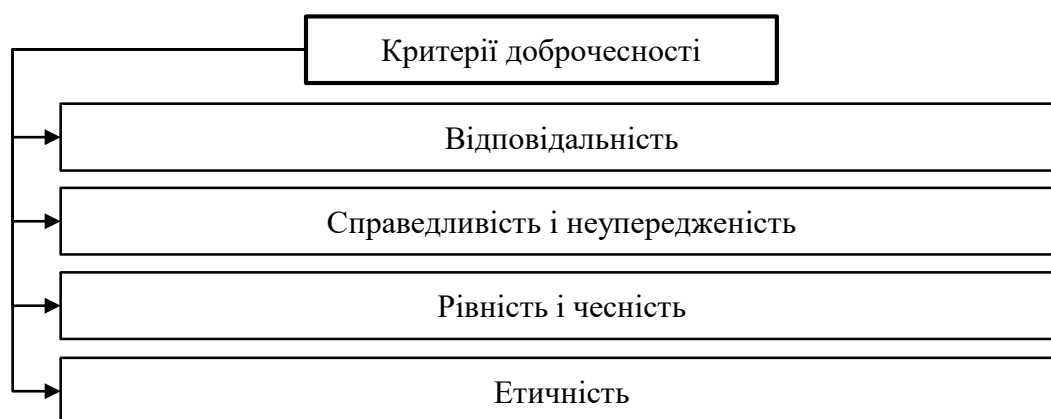 Критерії доброчесності
Відповідальність
Справедливість і неупередженість
Рівність і чесність
Етичність